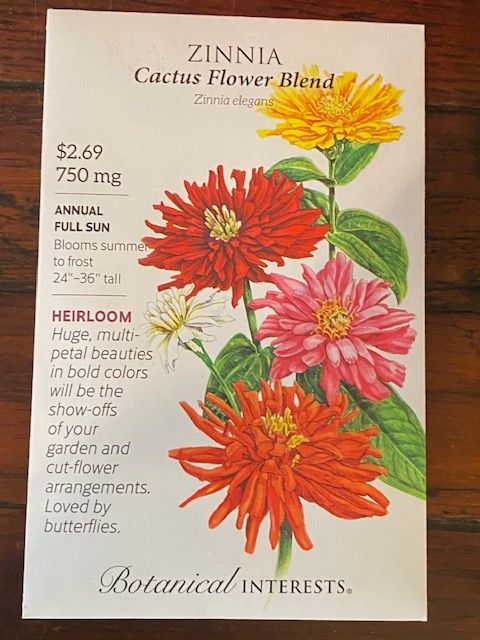 ZINNIA
Cactus Flower Blend
Zinnia elegans
$2.69
750 mg
ANNUAL
FULL SUN
Blooms summer
to frost
24"-36" tall
HEIRLOOM
Huge, multi-
petal beauties
in bold colors
will be the
show-offs
of your
garden and
cut-flower
arrangements.
Loved by
butterflies.
Botanical INTERESTS®